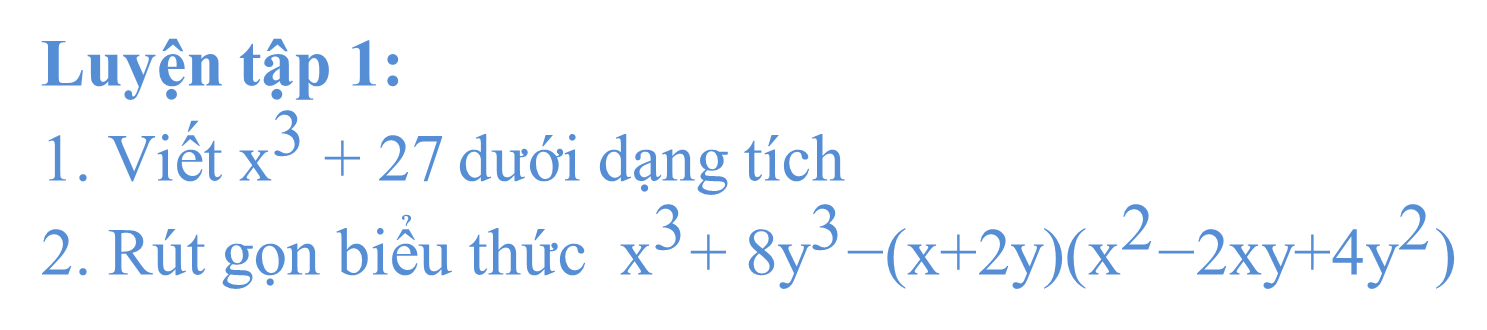 Luyện tập 1:
1. Viết x³ + 27 dưới dạng tích
2. Rút gọn biểu thức x³+ 8y³−(x+2y)(x²−2xy+4y²)